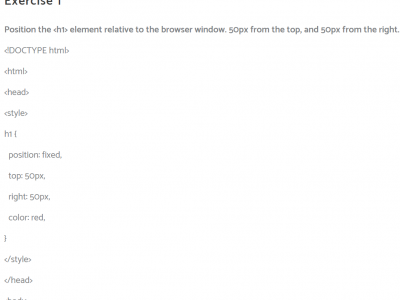 Exercise 1
Position the <h1> element relative to the browser window. 50px from the top, and 50px from the right.
<!DOCTYPE html>
<html>
<head>
<style>
h1 {
position: fixed,
top: 50px,
right: 50px,
color: red,
}
</style>
</head>
<body>